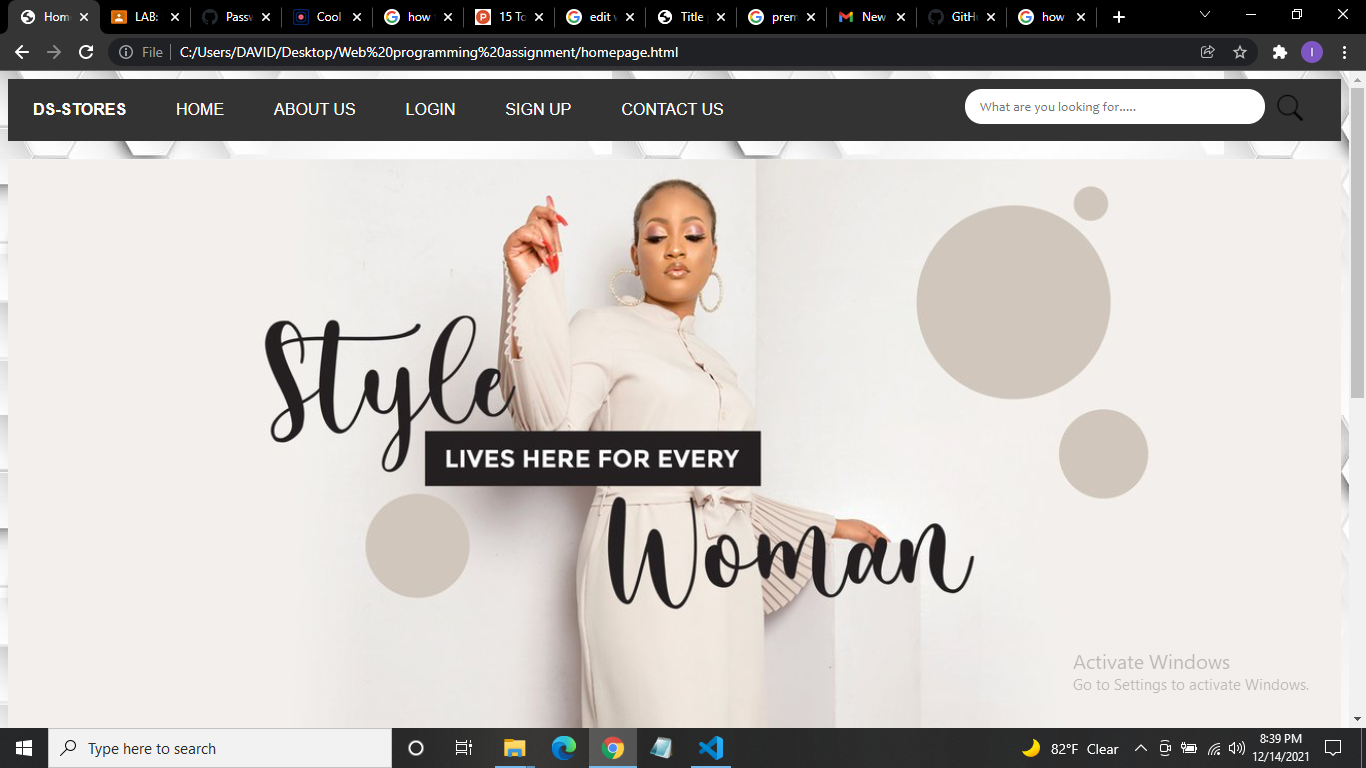 Hom
LAB:
Passw
Cool
how
15 To
edit v
Title
prem
New
GitH
how
File
C:/Users/DAVID/Desktop/Web%20programming%20assignment/homepage.html
I
DS-STORES
HOME
ABOUT US
LOGIN
SIGN UP
CONTACT US
What are you looking for.....
Style
LIVES HERE FOR EVERY
Woman
Activate Windows
Go to Settings to activate Windows.
Type here to search
82°F Clear
8:39 PM
12/14/2021